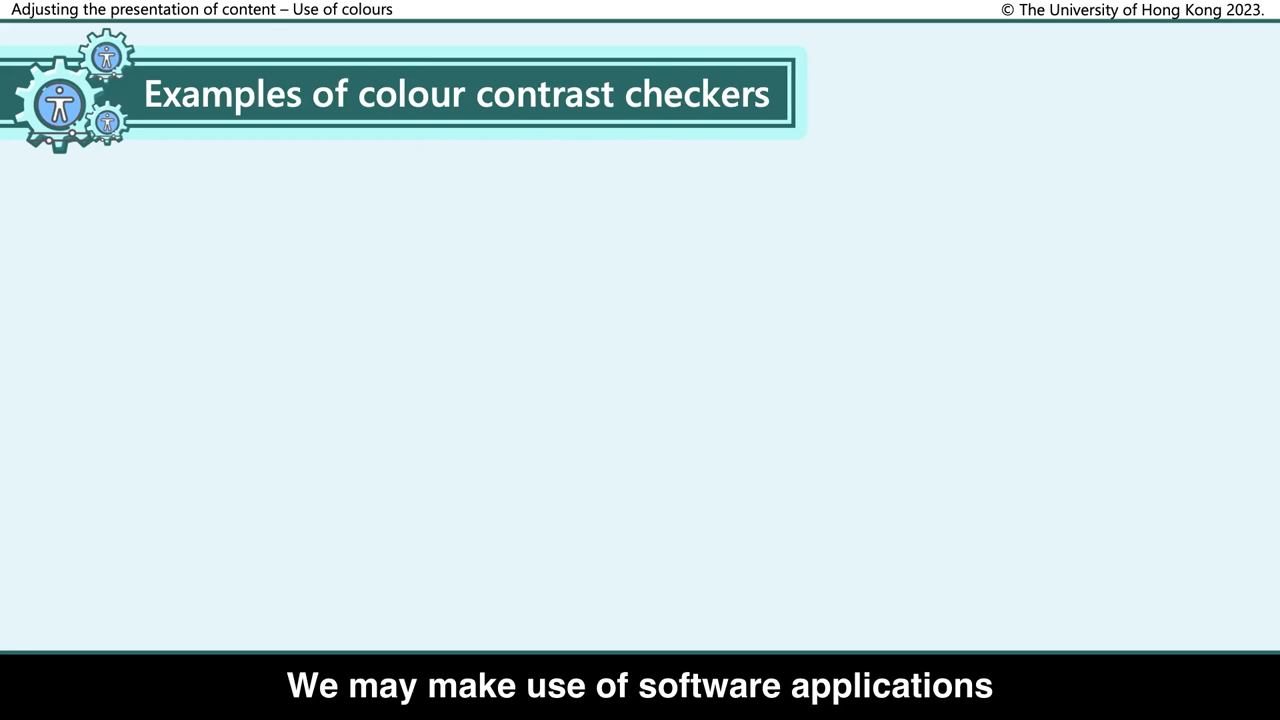 Adjusting the presentation of content – Use of colours
© The University of Hong Kong 2023.
Examples of colour contrast checkers
We may make use of software applications